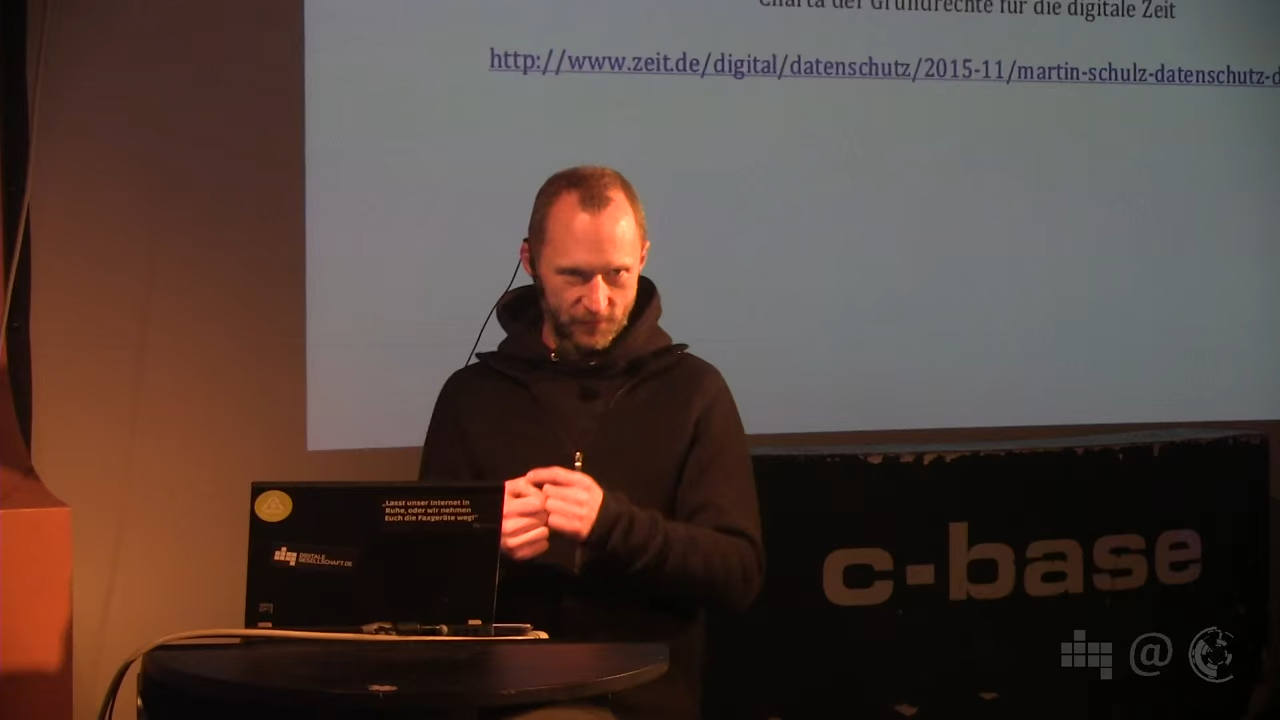 Charta der Grundrechte für die digitale Zeit
http://www.zeit.de/digital/datenschutz/2015-11/martin-schulz-datenschutz-d
„Lasst unser Internet in
Ruhe, oder wir nehmen
Euch die Faxgeräte weg!“
DIGITALE
GESELLSCHAFT.DE
c-base
@